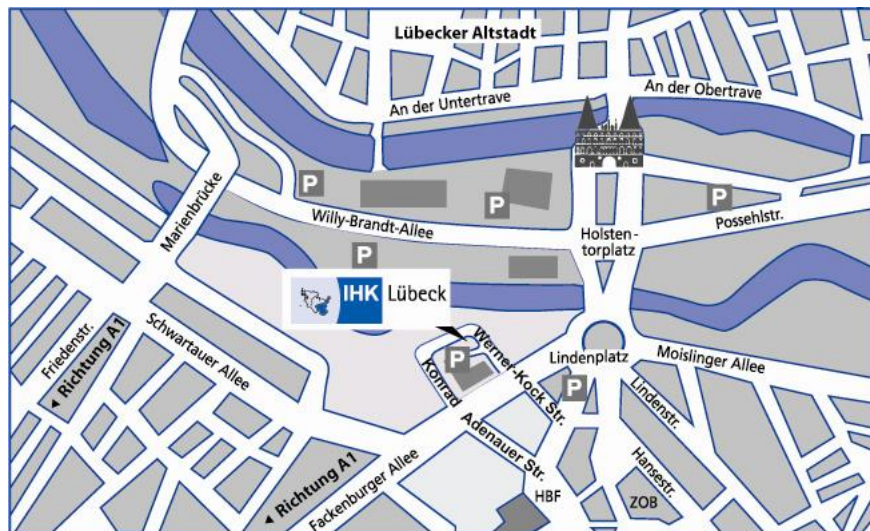 Lübecker Altstadt
An der Untertrave
An der Obertrave
P
P
P
Willy-Brandt-Allee
Possehlstr.
Marienbrücke
Holsten-
torplatz
P
IHK Lübeck
Friedenstr.
Richtung A1
Schwartauer Allee
P
Werner-Kock Str.
Lindenplatz
Moislinger Allee
Konrad
Adenauer Str.
P
Lindenstr.
Hansestr.
Richtung A1
Fackenburger Allee
HBF
ZOB